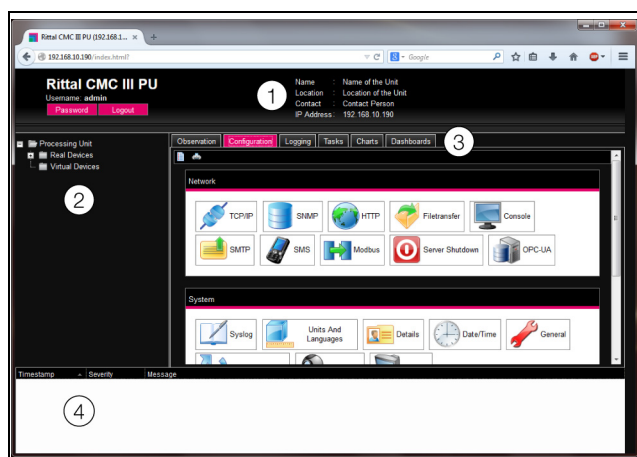 Rittal CMC III PU (192.168.1... × +
192.168.10.190/index.html? Google
Rittal CMC III PU
Username: admin
Password Logout
1
Name : Name of the Unit
Location : Location of the Unit
Contact : Contact Person
IP Address : 192.168.10.190
Processing Unit
Real Devices
Virtual Devices
2
Observation Configuration Logging Tasks Charts Dashboards
3
Network
TCP/IP SNMP HTTP Filetransfer Console
SMTP SMS Modbus Server Shutdown OPC-UA
System
Syslog Units And Languages Details Date/Time General
Timestamp Severity Message
4